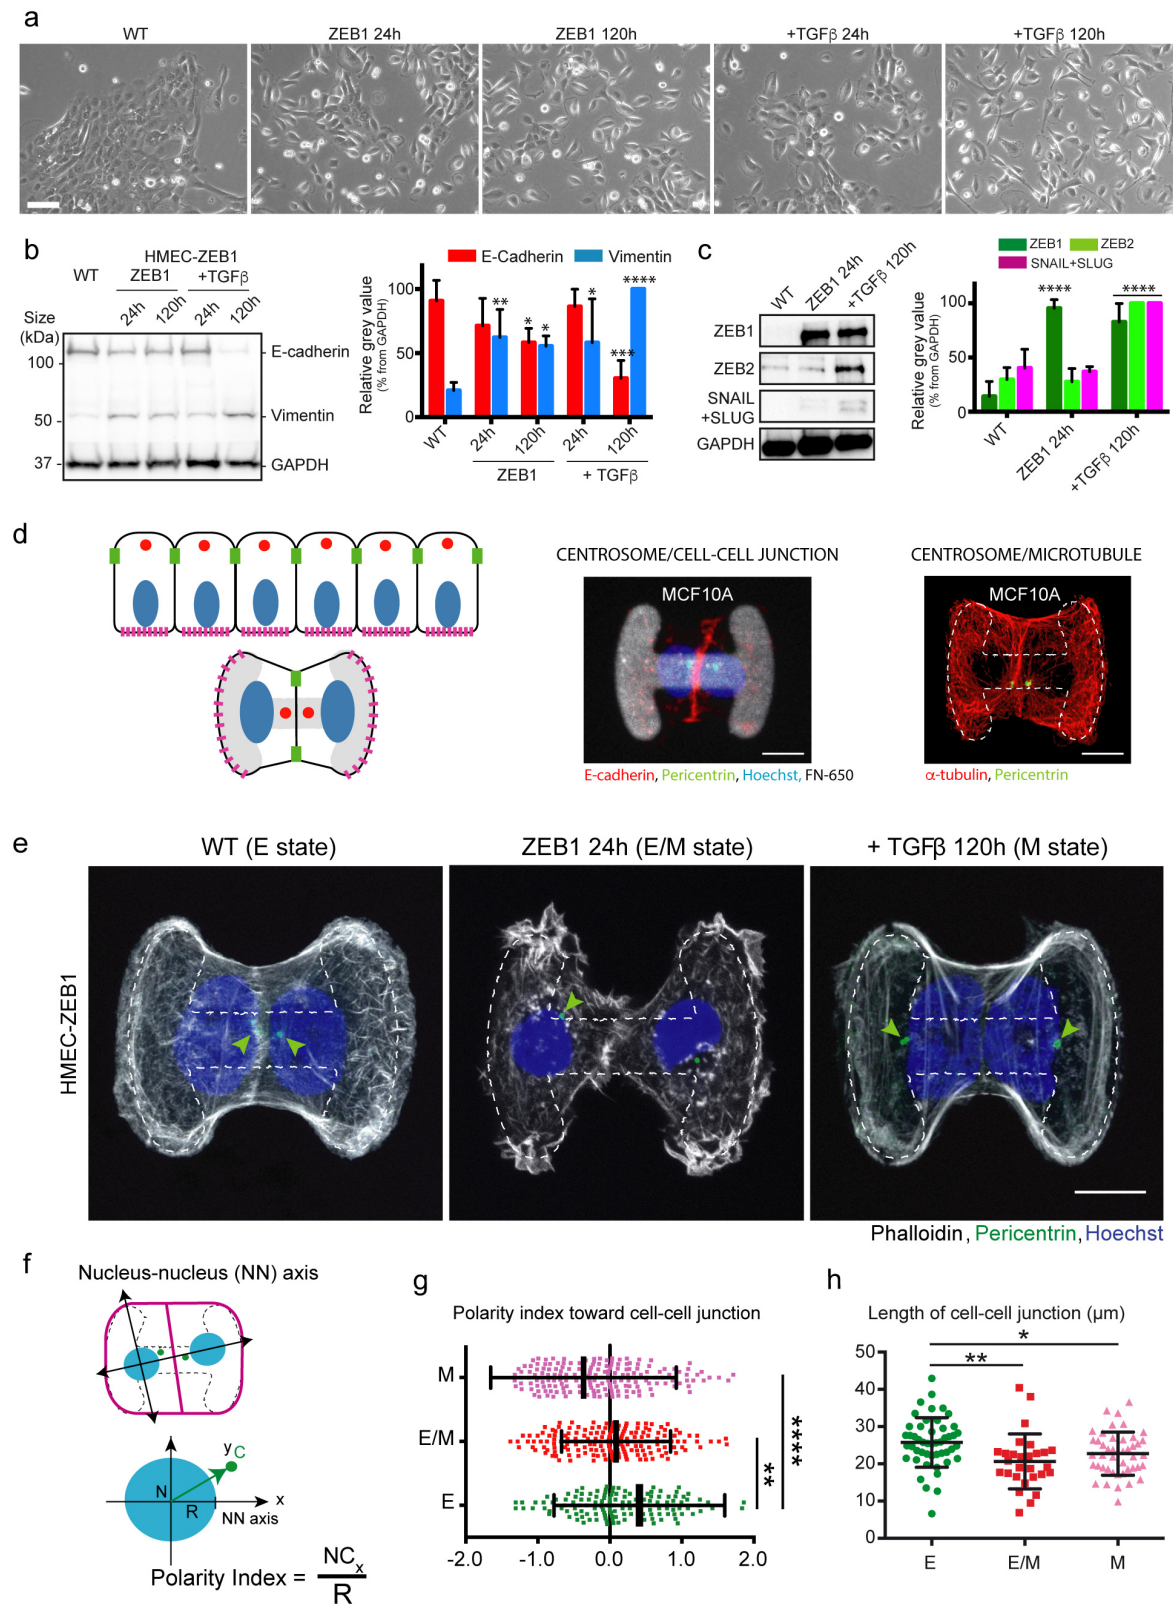 a
WT
ZEB1 24h
ZEB1 120h
+TGFβ 24h
+TGFβ 120h
b
HMEC-ZEB1
WT
ZEB1
+TGFβ
24h
120h
24h
120h
Size
(kDa)
100
50
37
E-cadherin
Vimentin
GAPDH
E-Cadherin
Vimentin
Relative grey value
(% from GAPDH)
100
50
0
**
*
*
*
***
****
WT
24h
120h
24h
120h
ZEB1
+ TGFβ
c
WT
ZEB1 24h
+TGFβ 120h
ZEB1
ZEB2
SNAIL
+SLUG
GAPDH
ZEB1
ZEB2
SNAIL+SLUG
Relative grey value
(% from GAPDH)
100
50
0
****
****
WT
ZEB1 24h
+TGFβ 120h
d
CENTROSOME/CELL-CELL JUNCTION
MCF10A
E-cadherin, Pericentrin, Hoechst, FN-650
CENTROSOME/MICROTUBULE
MCF10A
α-tubulin, Pericentrin
e
WT (E state)
ZEB1 24h (E/M state)
+ TGFβ 120h (M state)
HMEC-ZEB1
Phalloidin, Pericentrin, Hoechst
f
Nucleus-nucleus (NN) axis
y
C
N
R
x
NN axis
Polarity Index = NCx
R
g
Polarity index toward cell-cell junction
M
E/M
E
**
****
-2.0
-1.0
0.0
1.0
2.0
h
Length of cell-cell junction (µm)
*
**
50
40
30
20
10
0
E
E/M
M